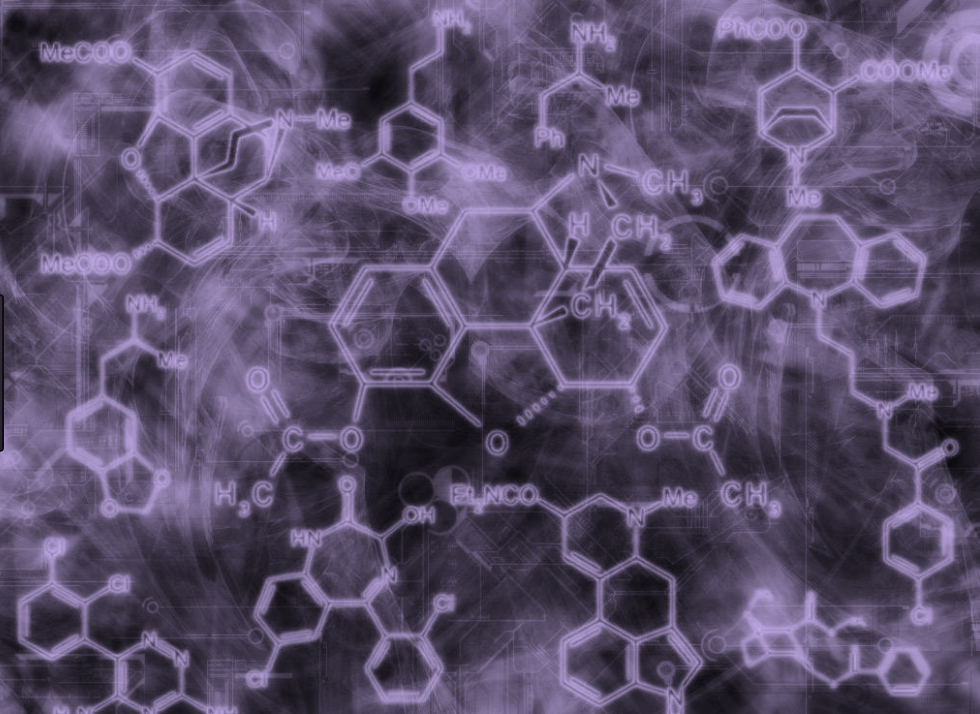 NH₂
NH₂
PhCOO
MeCOO
COOMe
Me
N
Me
Ph
O
MeO
OMe
N
N
CH₃
OMe
Me
H
H
CH₂
MeCOO
N
NH₂
CH₂
Me
O
O
Me
N
C
O
O
O
C
O
O
O
O
H₃C
Et₂NCO
Me
CH₃
OH
N
HN
Cl
N
Cl
Cl
Cl
N
N
Cl
N
N